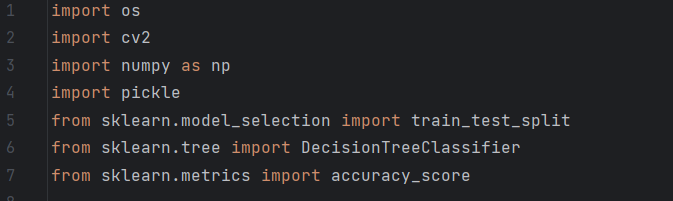 1 import os
2 import cv2
3 import numpy as np
4 import pickle
5 from sklearn.model_selection import train_test_split
6 from sklearn.tree import DecisionTreeClassifier
7 from sklearn.metrics import accuracy_score